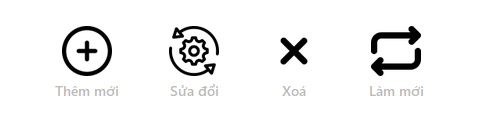 Thêm mới
Sửa đổi
Xoá
Làm mới